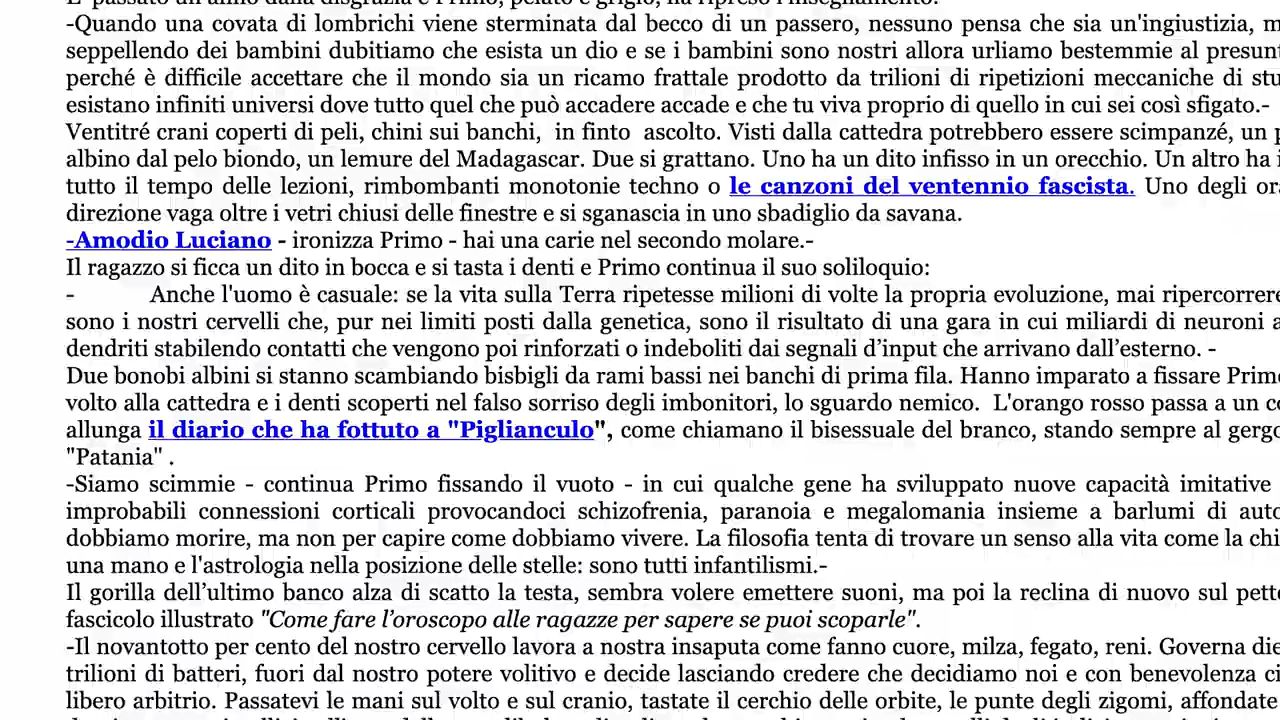 E' passato un anno dalla disgrazia e Primo, pelato e grigio, ha ripreso l'insegnamento.
-Quando una covata di lombrichi viene sterminata dal becco di un passero, nessuno pensa che sia un'ingiustizia, m
seppellendo dei bambini dubitiamo che esista un dio e se i bambini sono nostri allora urliamo bestemmie al presun
perché è difficile accettare che il mondo sia un ricamo frattale prodotto da trilioni di ripetizioni meccaniche di stu
esistano infiniti universi dove tutto quel che può accadere accade e che tu viva proprio di quello in cui sei così sfigato.-
Ventitré crani coperti di peli, chini sui banchi, in finto ascolto. Visti dalla cattedra potrebbero essere scimpanzé, un p
albino dal pelo biondo, un lemure del Madagascar. Due si grattano. Uno ha un dito infisso in un orecchio. Un altro ha i
tutto il tempo delle lezioni, rimbombanti monotonie techno o le canzoni del ventennio fascista. Uno degli ora
direzione vaga oltre i vetri chiusi delle finestre e si sganascia in uno sbadiglio da savana.
-Amodio Luciano - ironizza Primo - hai una carie nel secondo molare.-
Il ragazzo si ficca un dito in bocca e si tasta i denti e Primo continua il suo soliloquio:
- Anche l'uomo è casuale: se la vita sulla Terra ripetesse milioni di volte la propria evoluzione, mai ripercorrere
sono i nostri cervelli che, pur nei limiti posti dalla genetica, sono il risultato di una gara in cui miliardi di neuroni a
dendriti stabilendo contatti che vengono poi rinforzati o indeboliti dai segnali d’input che arrivano dall’esterno. -
Due bonobi albini si stanno scambiando bisbigli da rami bassi nei banchi di prima fila. Hanno imparato a fissare Primo
volto alla cattedra e i denti scoperti nel falso sorriso degli imbonitori, lo sguardo nemico. L'orango rosso passa a un co
allunga il diario che ha fottuto a "Piglianculo", come chiamano il bisessuale del branco, stando sempre al gergo
"Patania" .
-Siamo scimmie - continua Primo fissando il vuoto - in cui qualche gene ha sviluppato nuove capacità imitative
improbabili connessioni corticali provocandoci schizofrenia, paranoia e megalomania insieme a barlumi di auto
dobbiamo morire, ma non per capire come dobbiamo vivere. La filosofia tenta di trovare un senso alla vita come la chi
una mano e l'astrologia nella posizione delle stelle: sono tutti infantilismi.-
Il gorilla dell’ultimo banco alza di scatto la testa, sembra volere emettere suoni, ma poi la reclina di nuovo sul pett
fascicolo illustrato "Come fare l’oroscopo alle ragazze per sapere se puoi scoparle".
-Il novantotto per cento del nostro cervello lavora a nostra insaputa come fanno cuore, milza, fegato, reni. Governa die
trilioni di batteri, fuori dal nostro potere volitivo e decide lasciando credere che decidiamo noi e con benevolenza ci
libero arbitrio. Passatevi le mani sul volto e sul cranio, tastate il cerchio delle orbite, le punte degli zigomi, affondate